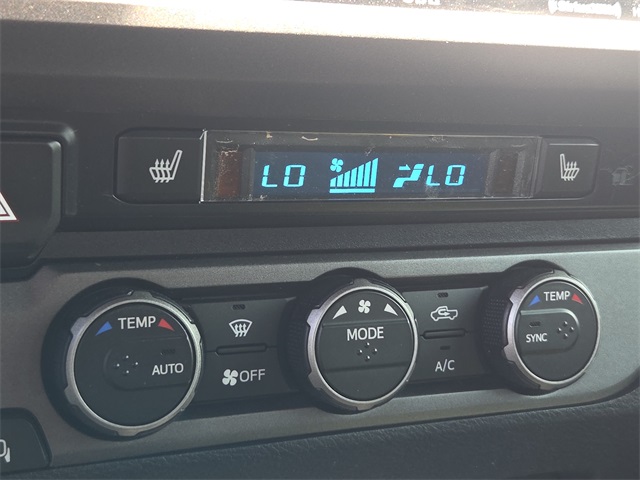 LO LO
TEMP
AUTO
OFF
MODE
A/C
TEMP
SYNC